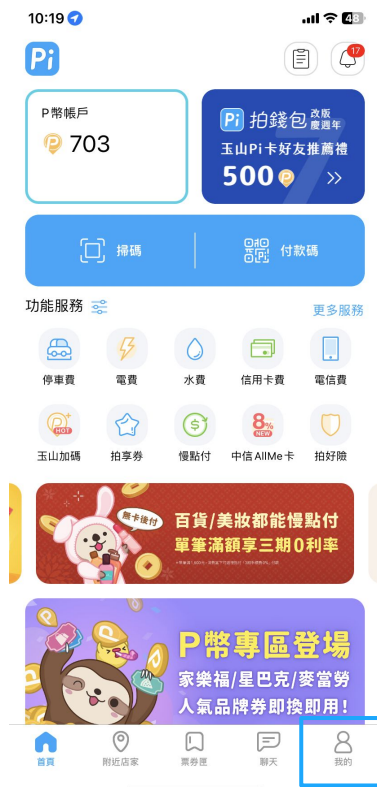 10:19
48
Pi
17
P幣帳戶
703
Pi 拍錢包 改版慶週年
玉山Pi卡好友推薦禮
500 P
掃碼
付款碼
功能服務
更多服務
停車費 電費 水費 信用卡費 電信費
HOT
8% NEW
玉山加碼 拍享券 慢點付 中信AllMe卡 拍好險
無卡後付
百貨/美妝都能慢點付
單筆滿額享三期0利率
P幣專區登場
家樂福/星巴克/麥當勞
人氣品牌券即換即用!
首頁 附近店家 票券匣 聊天 我的